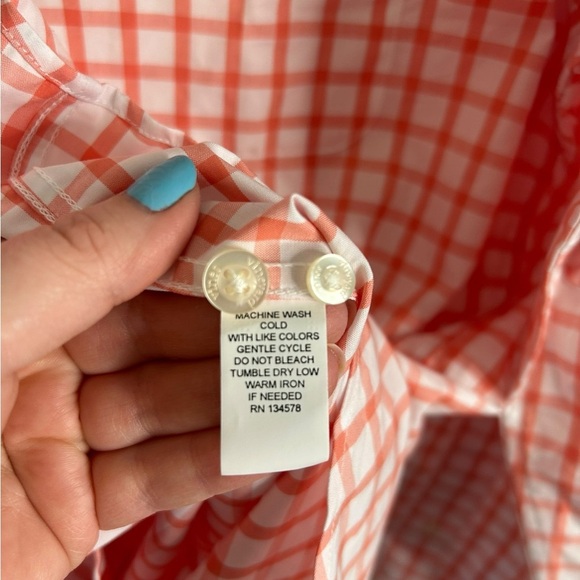 MACHINE WASH
COLD
WITH LIKE COLORS
GENTLE CYCLE
DO NOT BLEACH
TUMBLE DRY LOW
WARM IRON
IF NEEDED
RN 134578